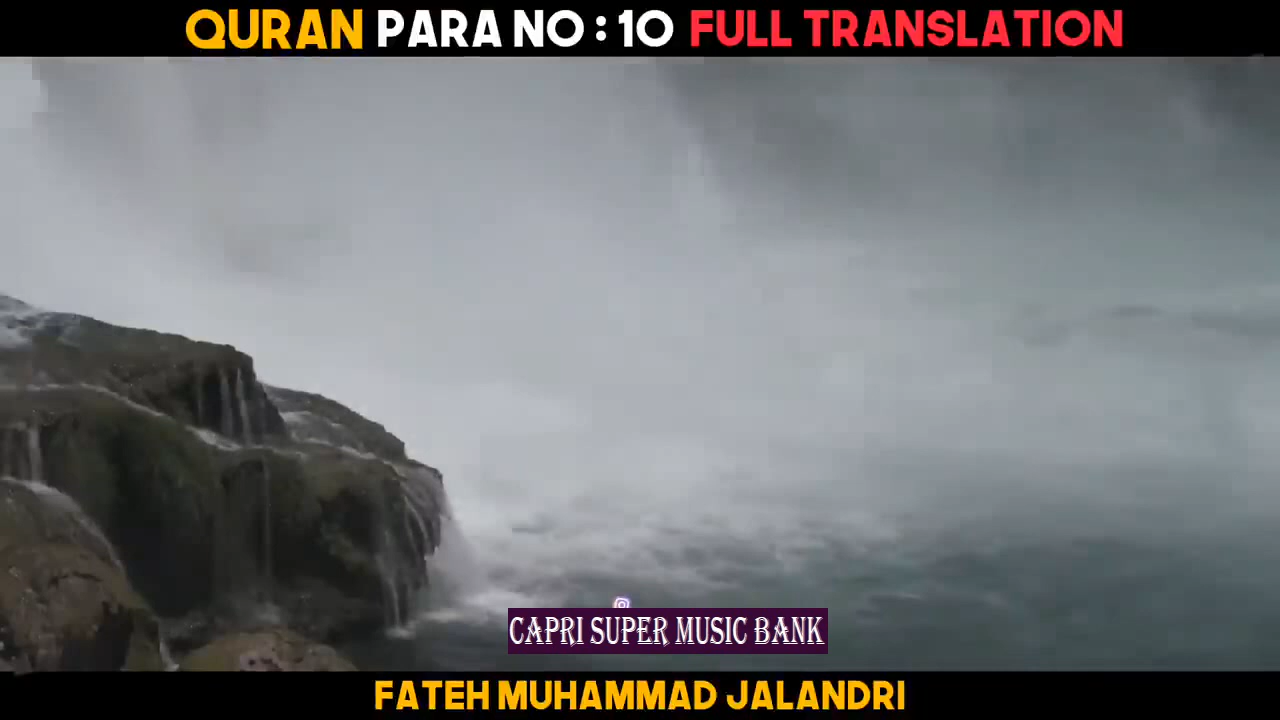 QURAN PARA NO : 10 FULL TRANSLATION
CAPRI SUPER MUSIC BANK
FATEH MUHAMMAD JALANDRI